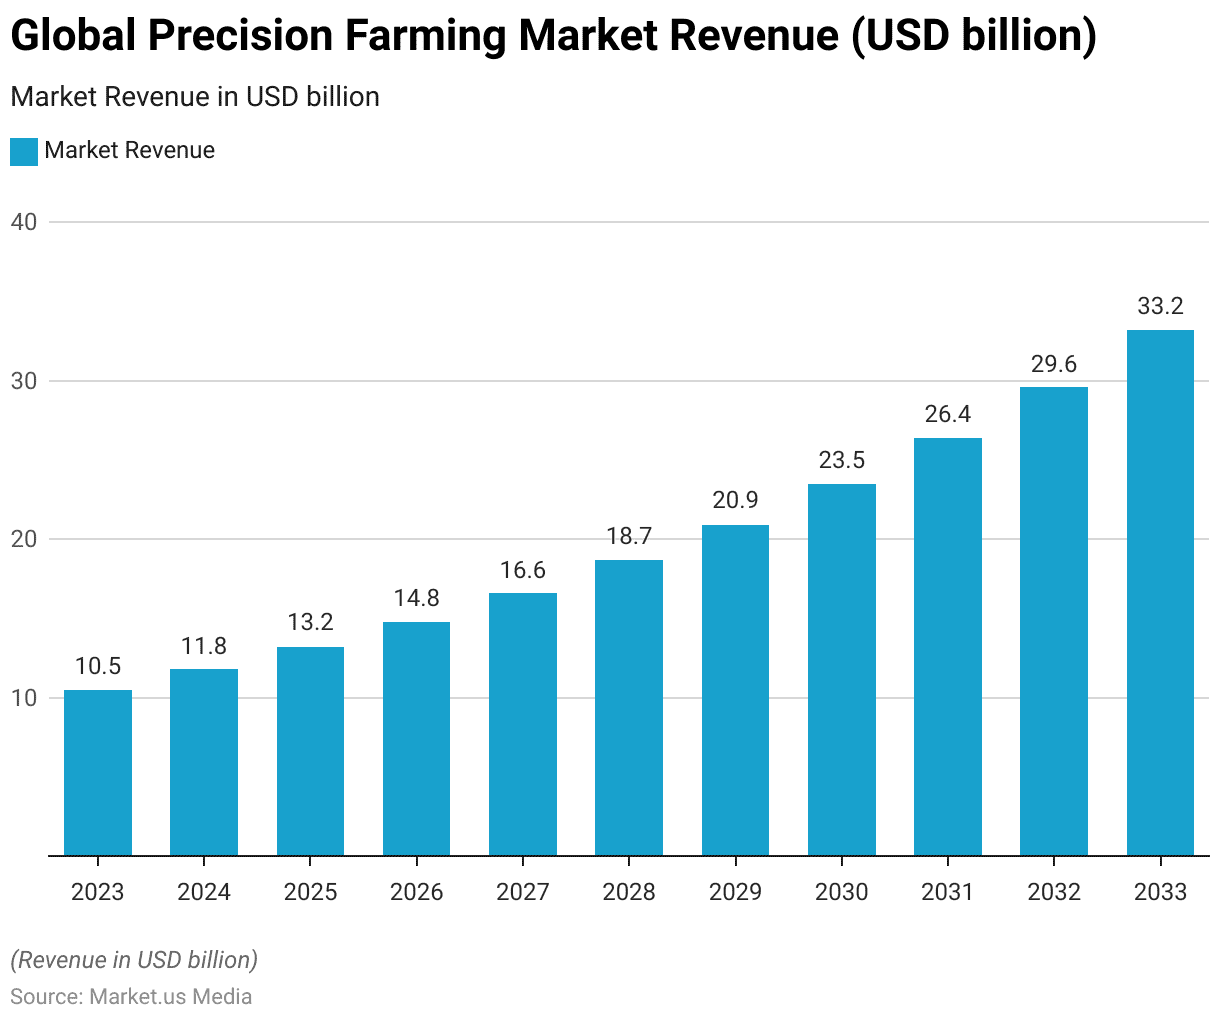 Global Precision Farming Market Revenue (USD billion)
Market Revenue in USD billion
Market Revenue
40
33.2
30
29.6
26.4
23.5
20.9
20
18.7
16.6
14.8
13.2
11.8
10.5
10
2023 2024 2025 2026 2027 2028 2029 2030 2031 2032 2033
(Revenue in USD billion)
Source: Market.us Media